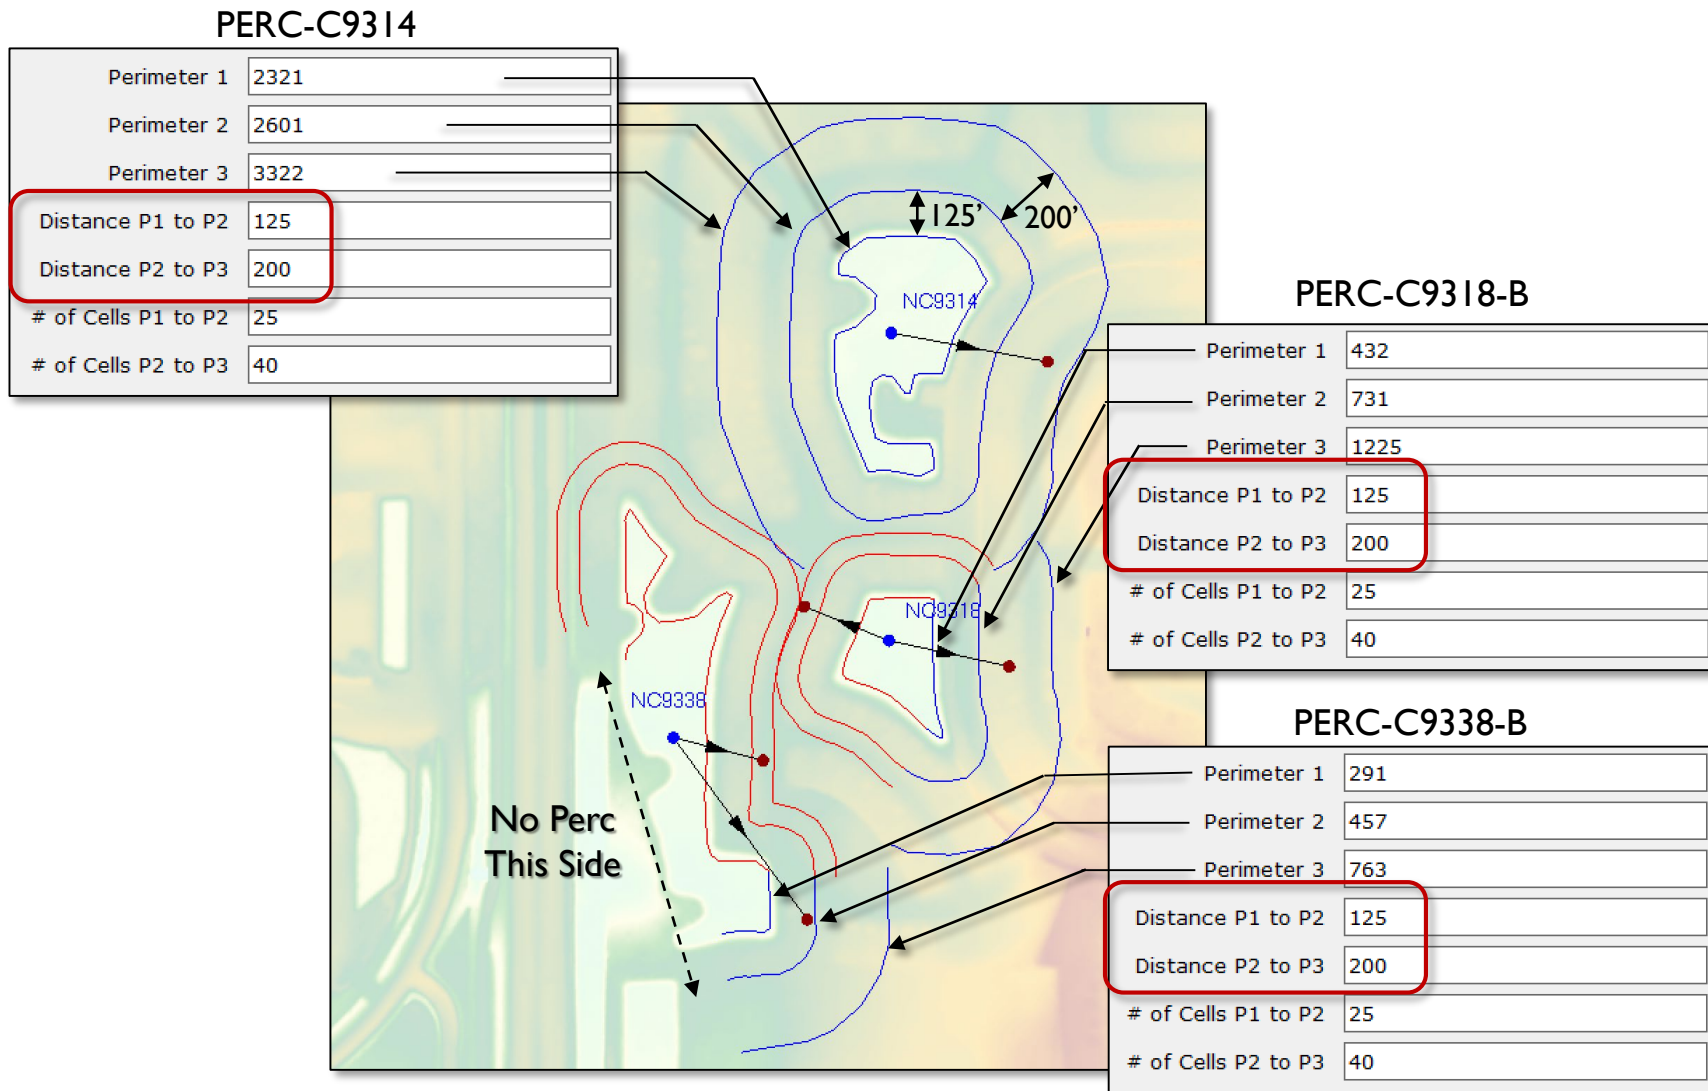 PERC-C9314
Perimeter 1 2321
Perimeter 2 2601
Perimeter 3 3322
Distance P1 to P2 125
Distance P2 to P3 200
# of Cells P1 to P2 25
# of Cells P2 to P3 40
125'
200'
NC9314
PERC-C9318-B
Perimeter 1 432
Perimeter 2 731
Perimeter 3 1225
Distance P1 to P2 125
Distance P2 to P3 200
# of Cells P1 to P2 25
# of Cells P2 to P3 40
NC9318
NC9338
No Perc
This Side
PERC-C9338-B
Perimeter 1 291
Perimeter 2 457
Perimeter 3 763
Distance P1 to P2 125
Distance P2 to P3 200
# of Cells P1 to P2 25
# of Cells P2 to P3 40